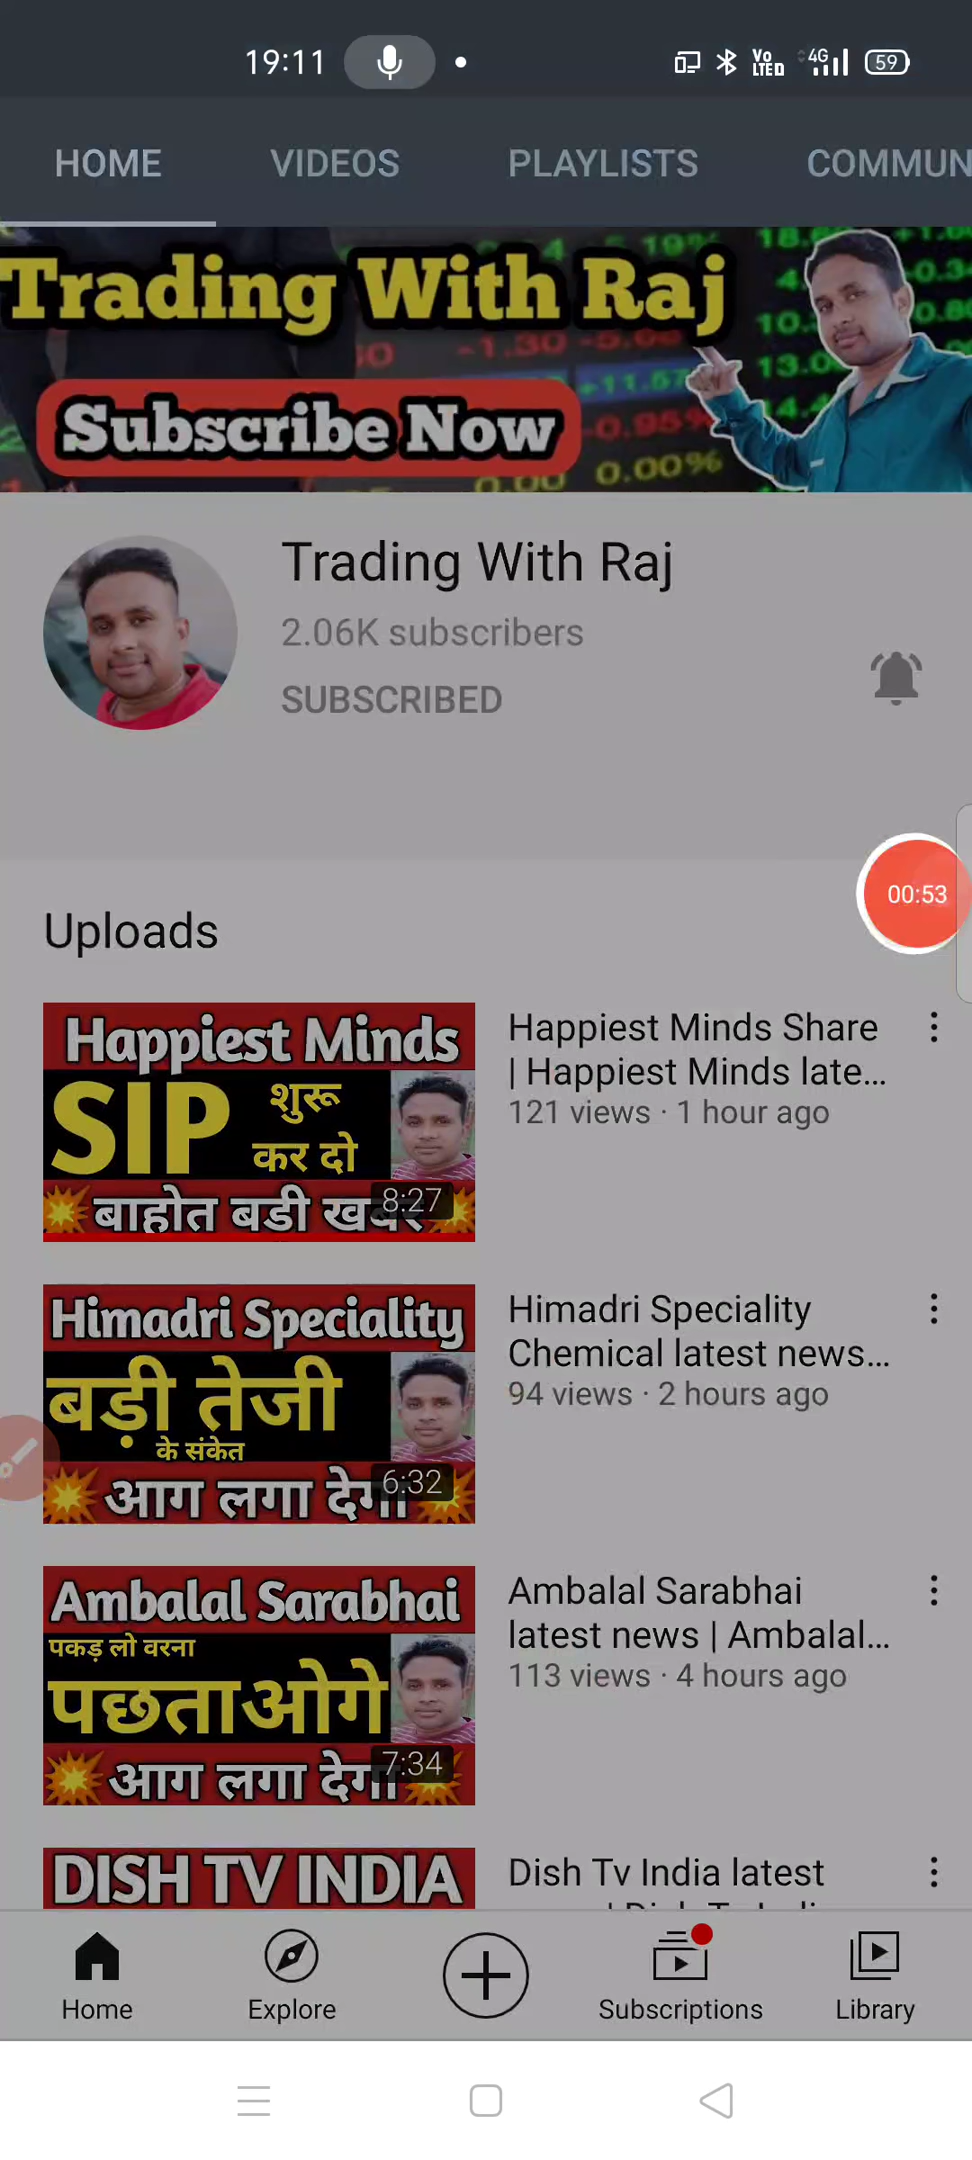 19:11
Vo LTED
4G
59
HOME VIDEOS PLAYLISTS COMMUN
Trading With Raj
Subscribe Now
Trading With Raj
2.06K subscribers
SUBSCRIBED
00:53
Uploads
Happiest Minds
SIP शुरू
कर दो
बाहोत बडी खबर
8:27
Happiest Minds Share
| Happiest Minds late...
121 views · 1 hour ago
Himadri Speciality
बड़ी तेजी
के संकेत
आग लगा देगा
6:32
Himadri Speciality
Chemical latest news...
94 views · 2 hours ago
Ambalal Sarabhai
पकड़ लो वरना
पछताओगे
आग लगा देगा
7:34
Ambalal Sarabhai
latest news | Ambalal...
113 views · 4 hours ago
DISH TV INDIA
Dish Tv India latest
Home Explore Subscriptions Library